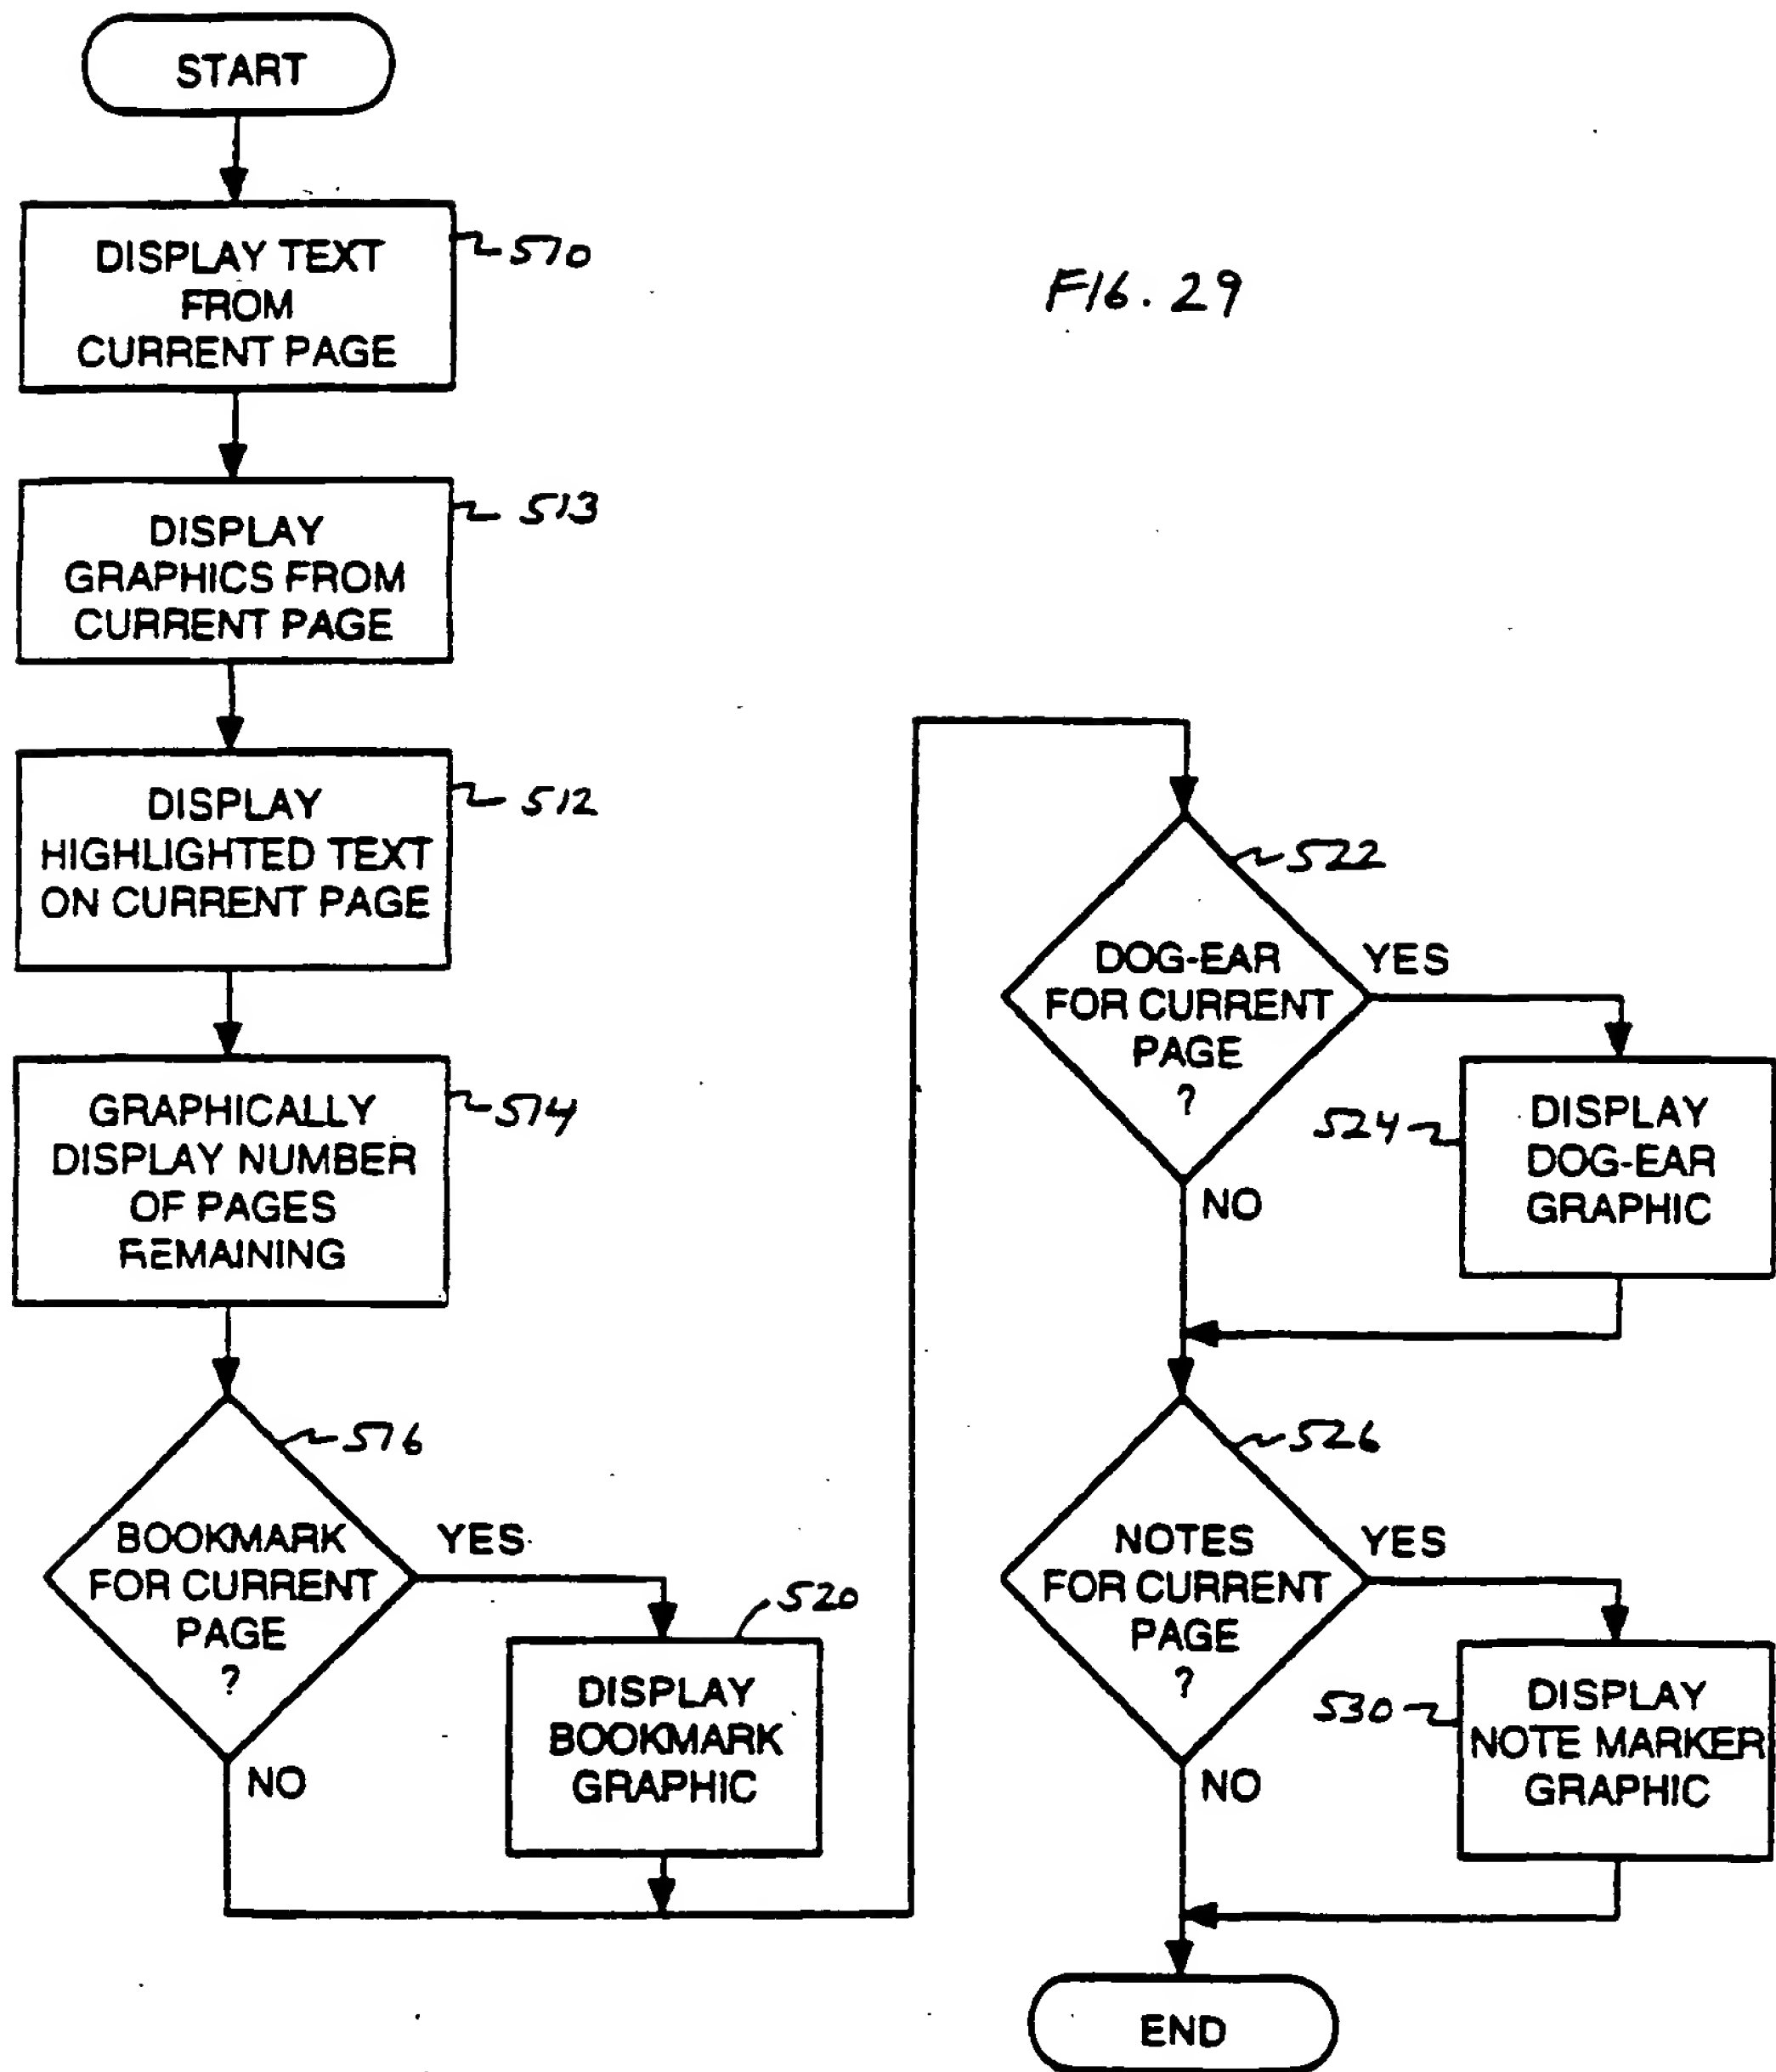 START
DISPLAY TEXT
FROM
CURRENT PAGE
510
FIG. 29
DISPLAY
GRAPHICS FROM
CURRENT PAGE
513
DISPLAY
HIGHLIGHTED TEXT
ON CURRENT PAGE
512
GRAPHICALLY
DISPLAY NUMBER
OF PAGES
REMAINING
514
BOOKMARK
FOR CURRENT
PAGE
?
516
YES
NO
520
DISPLAY
BOOKMARK
GRAPHIC
522
DOG-EAR
FOR CURRENT
PAGE
?
YES
NO
524
DISPLAY
DOG-EAR
GRAPHIC
526
NOTES
FOR CURRENT
PAGE
?
YES
NO
530
DISPLAY
NOTE MARKER
GRAPHIC
END